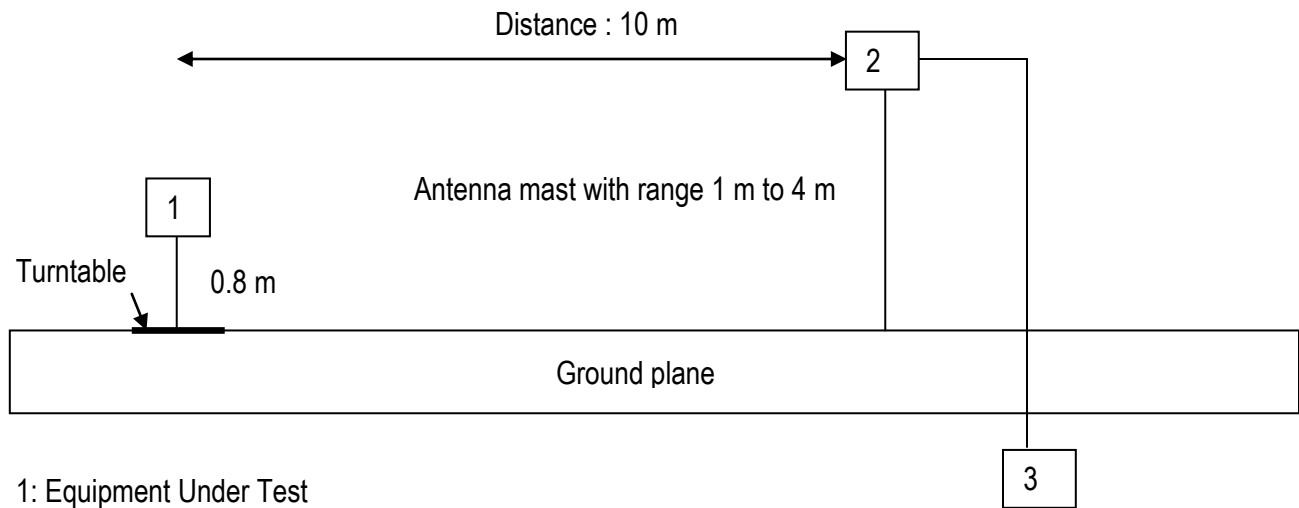 Distance : 10 m
2
Antenna mast with range 1 m to 4 m
1
Turntable
0.8 m
Ground plane
3
1: Equipment Under Test